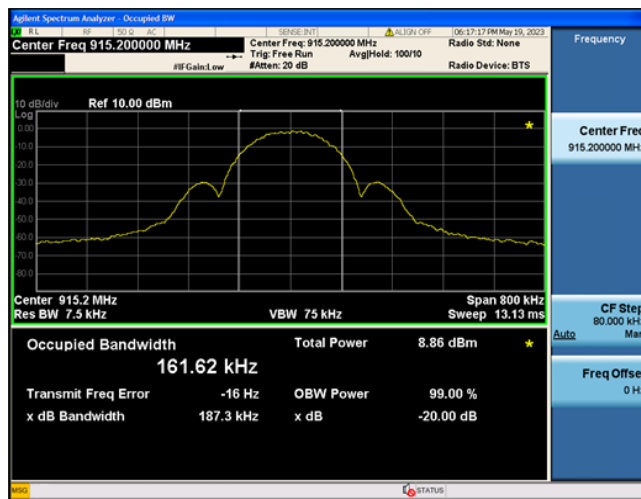 Agilent Spectrum Analyzer - Occupied BW
RL RF 50 Ω AC SENSE:INT ALIGN OFF 06:17:17 PM May 19, 2023
Center Freq 915.200000 MHz
Center Freq: 915.200000 MHz Radio Std: None
Trig: Free Run Avg|Hold: 100/10
#IFGain:Low #Atten: 20 dB Radio Device: BTS
10 dB/div Ref 10.00 dBm
Log
0.00
-10.0
-20.0
-30.0
-40.0
-50.0
-60.0
-70.0
-80.0
Center 915.2 MHz Span 800 kHz
Res BW 7.5 kHz VBW 75 kHz Sweep 13.13 ms
Occupied Bandwidth Total Power 8.86 dBm
161.62 kHz
Transmit Freq Error -16 Hz OBW Power 99.00 %
x dB Bandwidth 187.3 kHz x dB -20.00 dB
MSG STATUS
Frequency
Center Fre
915.200000 MH
CF Step
80.000 kH
Auto Ma
Freq Offse
0 H